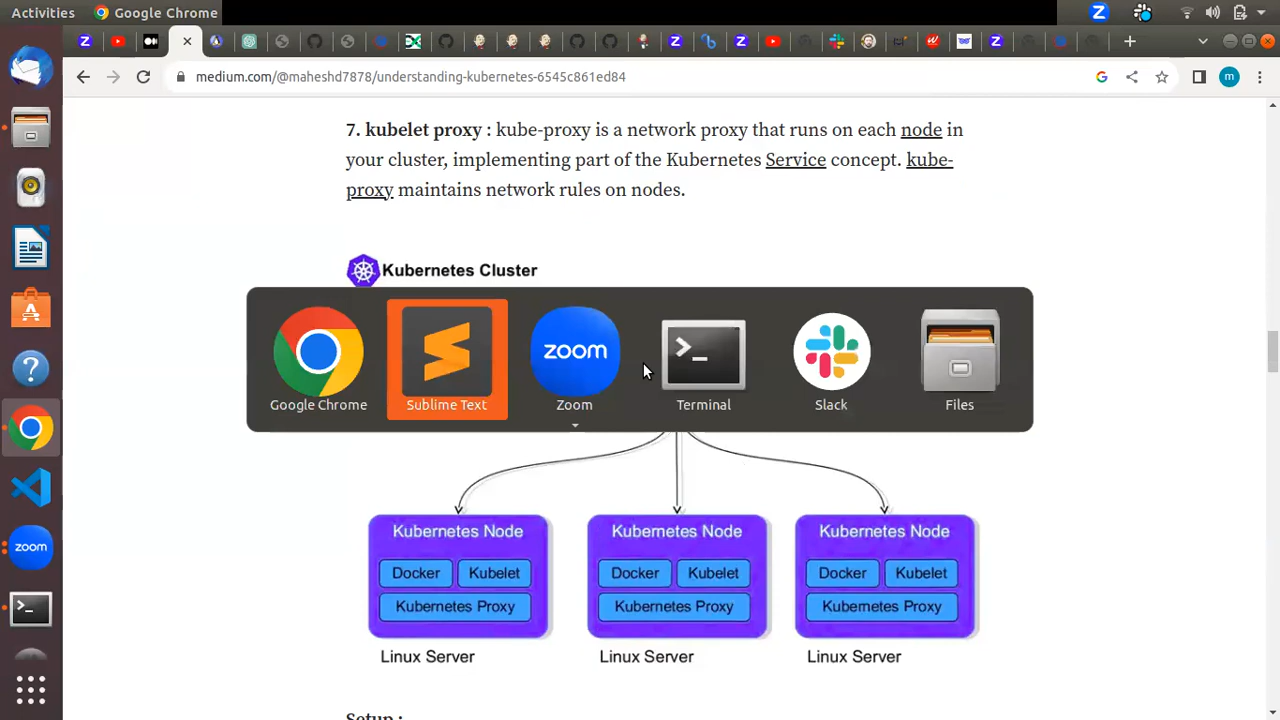 Activities
Google Chrome
medium.com/@maheshd7878/understanding-kubernetes-6545c861ed84
m
7. kubelet proxy : kube-proxy is a network proxy that runs on each node in
your cluster, implementing part of the Kubernetes Service concept. kube-
proxy maintains network rules on nodes.
Kubernetes Cluster
zoom
Google Chrome
Sublime Text
Zoom
Terminal
Slack
Files
Kubernetes Node
Kubernetes Node
Kubernetes Node
Docker
Kubelet
Docker
Kubelet
Docker
Kubelet
Kubernetes Proxy
Kubernetes Proxy
Kubernetes Proxy
Linux Server
Linux Server
Linux Server
Setup :
zoom